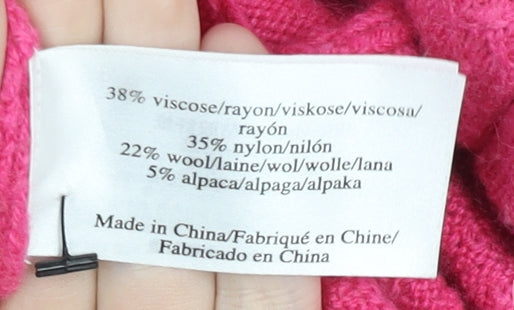 38% viscose/rayon/viskose/viscosa/
rayón
35% nylon/nilón
22% wool/laine/wol/wolle/lana
5% alpaca/alpaga/alpaka
Made in China/Fabriqué en Chine/
Fabricado en China